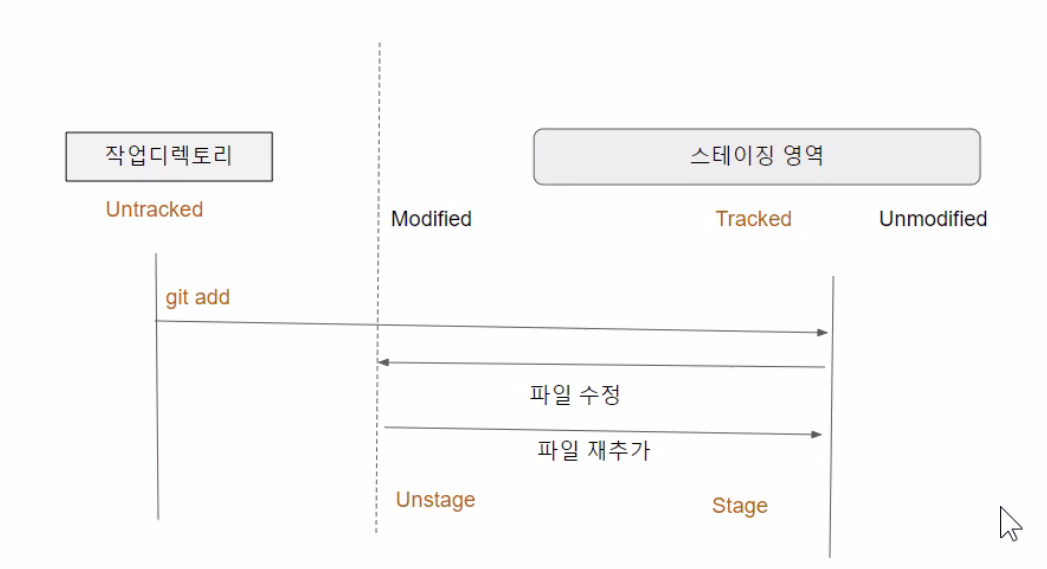 작업디렉토리
스테이징 영역
Untracked
Modified
Tracked
Unmodified
git add
파일 수정
파일 재추가
Unstage
Stage